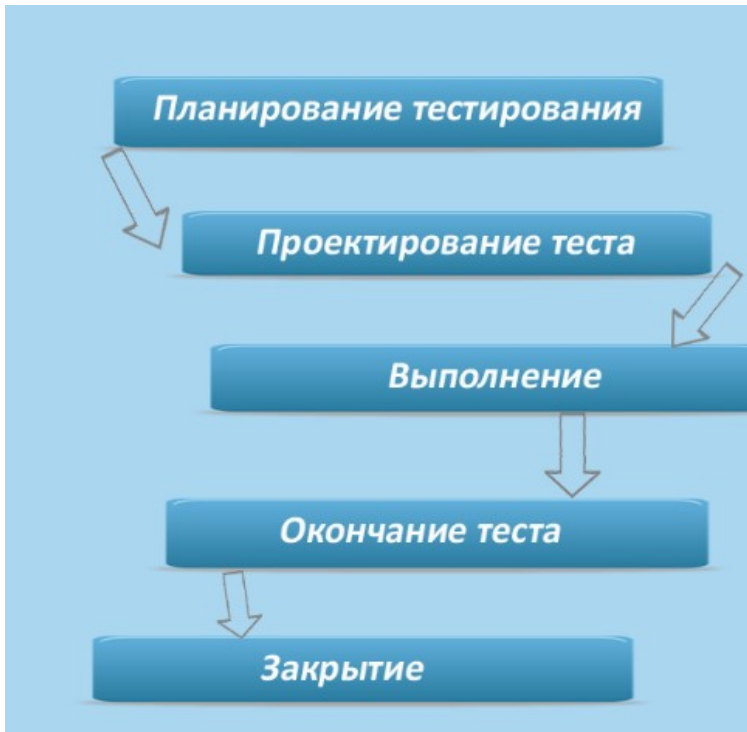 Планирование тестирования
Проектирование теста
Выполнение
Окончание теста
Закрытие